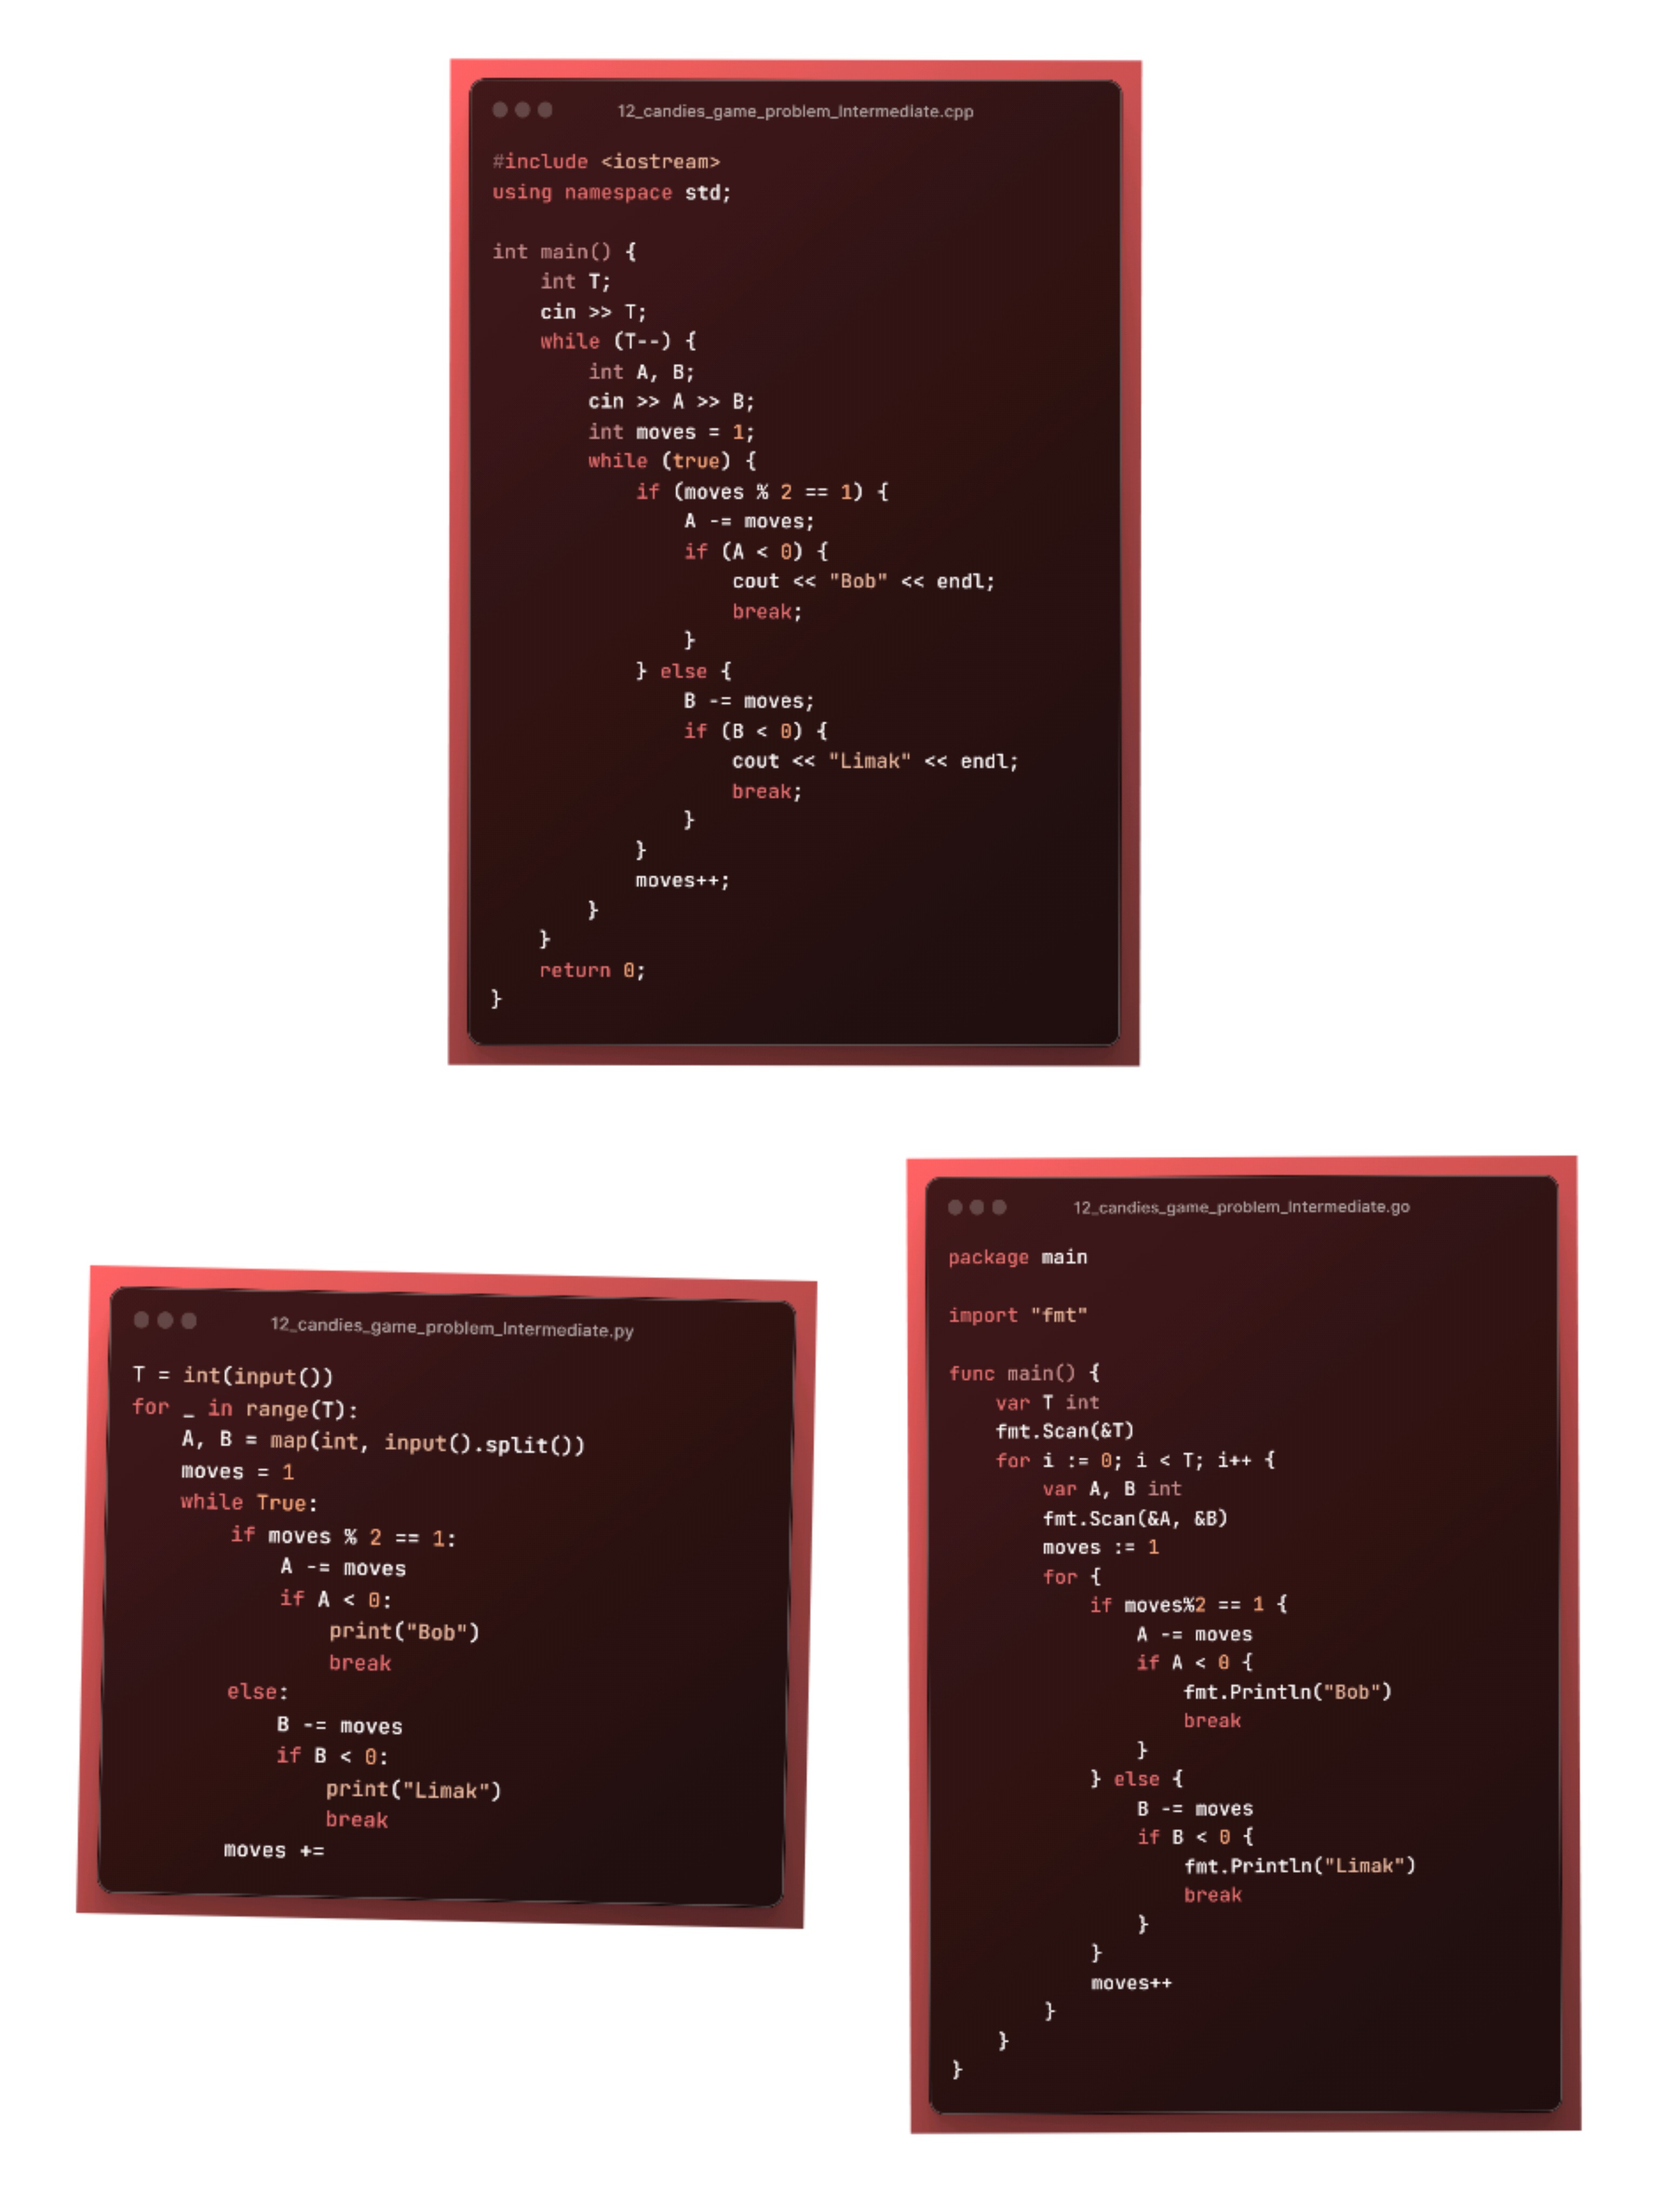 12_candies_game_problem_Intermediate.cpp
#include <iostream>
using namespace std;

int main() {
    int T;
    cin >> T;
    while (T--) {
        int A, B;
        cin >> A >> B;
        int moves = 1;
        while (true) {
            if (moves % 2 == 1) {
                A -= moves;
                if (A < 0) {
                    cout << "Bob" << endl;
                    break;
                }
            } else {
                B -= moves;
                if (B < 0) {
                    cout << "Limak" << endl;
                    break;
                }
            }
            moves++;
        }
    }
    return 0;
}
12_candies_game_problem_Intermediate.py
T = int(input())
for _ in range(T):
    A, B = map(int, input().split())
    moves = 1
    while True:
        if moves % 2 == 1:
            A -= moves
            if A < 0:
                print("Bob")
                break
        else:
            B -= moves
            if B < 0:
                print("Limak")
                break
        moves +=
12_candies_game_problem_Intermediate.go
package main

import "fmt"

func main() {
    var T int
    fmt.Scan(&T)
    for i := 0; i < T; i++ {
        var A, B int
        fmt.Scan(&A, &B)
        moves := 1
        for {
            if moves%2 == 1 {
                A -= moves
                if A < 0 {
                    fmt.Println("Bob")
                    break
                }
            } else {
                B -= moves
                if B < 0 {
                    fmt.Println("Limak")
                    break
                }
            }
            moves++
        }
    }
}